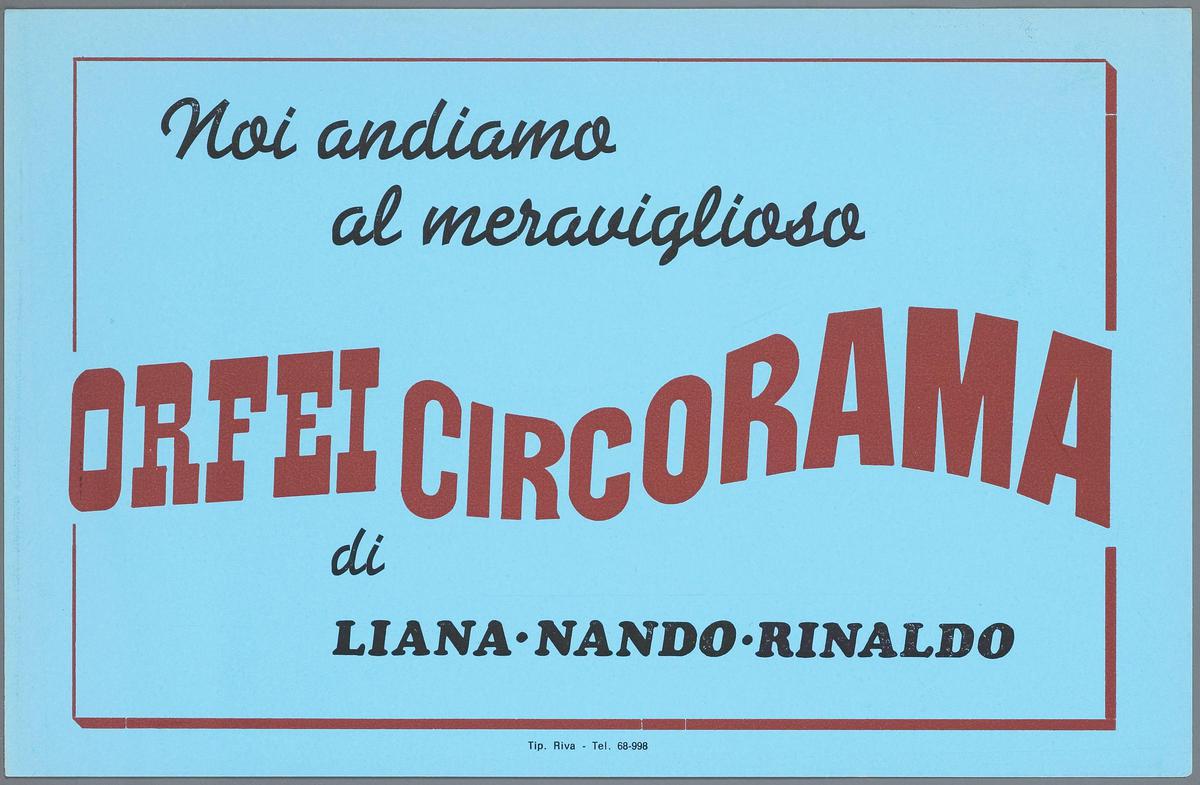 Noi andiamo
al meraviglioso
ORFEI CIRCORAMA
di
LIANA·NANDO·RINALDO
Tip. Riva - Tel. 68-998